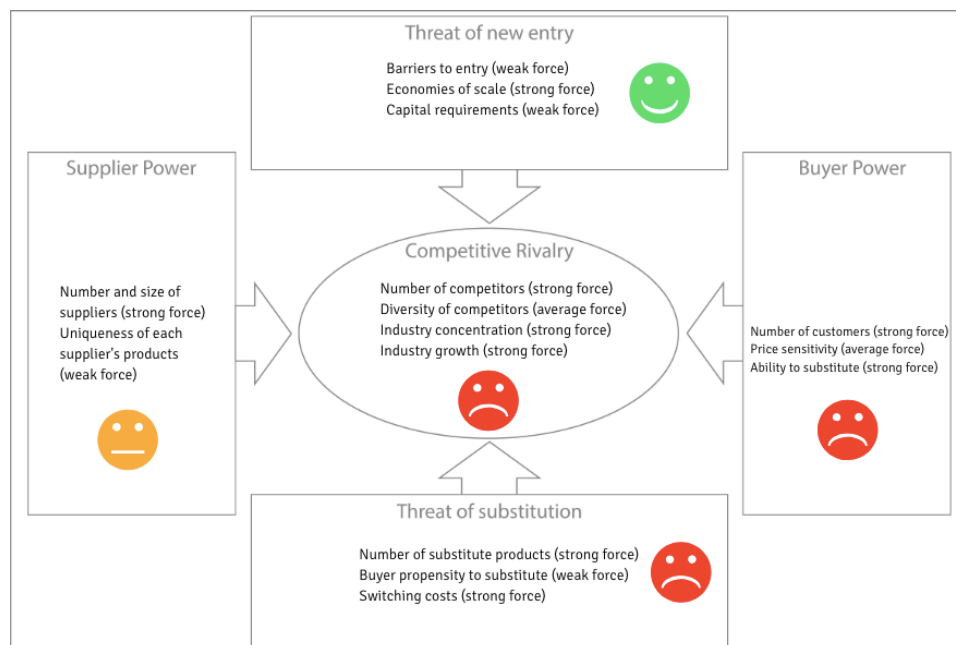 Threat of new entry
Barriers to entry (weak force)
Economies of scale (strong force)
Capital requirements (weak force)
Supplier Power
Number and size of
suppliers (strong force)
Uniqueness of each
supplier's products
(weak force)
Competitive Rivalry
Number of competitors (strong force)
Diversity of competitors (average force)
Industry concentration (strong force)
Industry growth (strong force)
Buyer Power
Number of customers (strong force)
Price sensitivity (average force)
Ability to substitute (strong force)
Threat of substitution
Number of substitute products (strong force)
Buyer propensity to substitute (weak force)
Switching costs (strong force)